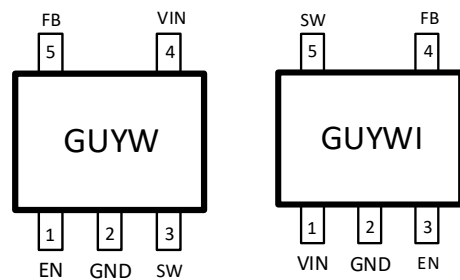 FB VIN
5 4
GUYW
1 2 3
EN GND SW
SW FB
5 4
GUYWI
1 2 3
VIN GND EN